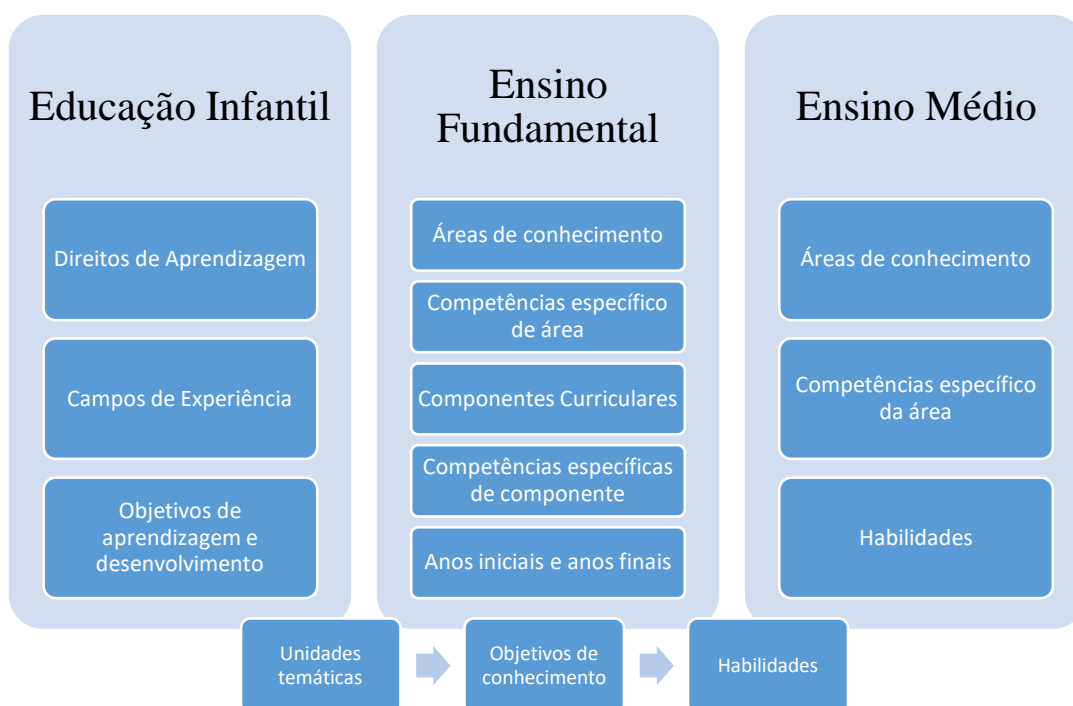 Educação Infantil
Direitos de Aprendizagem
Campos de Experiência
Objetivos de
aprendizagem e
desenvolvimento
Ensino
Fundamental
Áreas de conhecimento
Competências específico
de área
Componentes Curriculares
Competências específicas
de componente
Anos iniciais e anos finais
Ensino Médio
Áreas de conhecimento
Competências específico
da área
Habilidades
Unidades
temáticas
Objetivos de
conhecimento
Habilidades